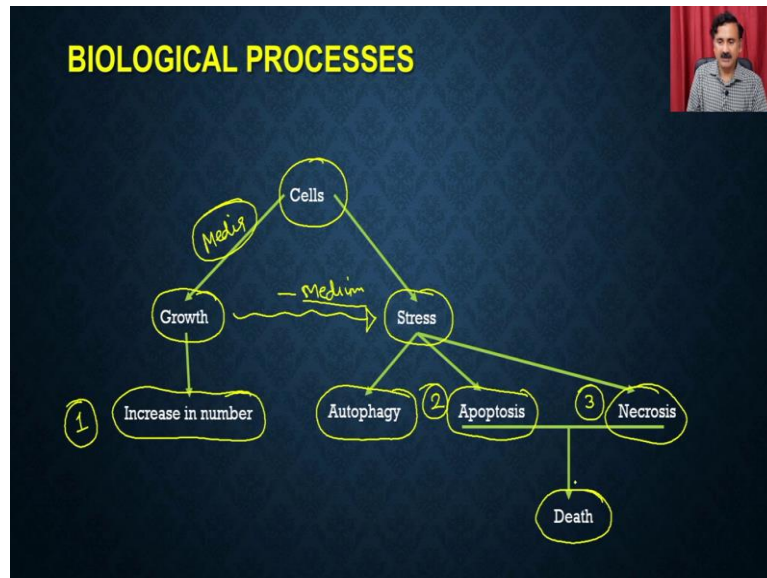 BIOLOGICAL PROCESSES
Cells
Media
- Medium
Growth
Stress
1
Increase in number
Autophagy
2
Apoptosis
3
Necrosis
Death